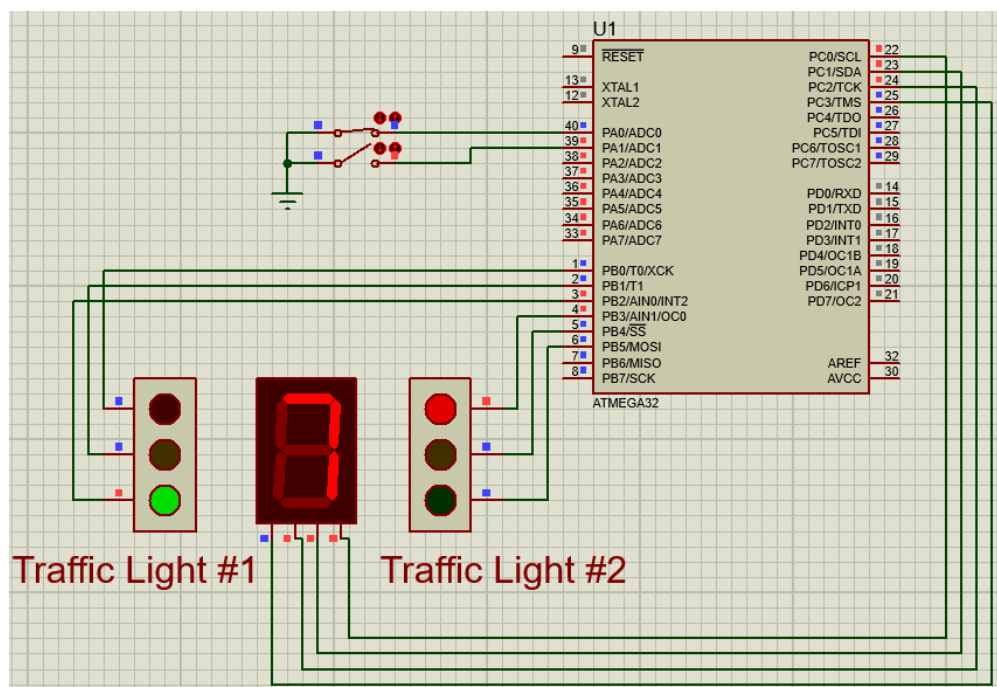 U1
9 RESET PC0/SCL 22
PC1/SDA 23
13 XTAL1 PC2/TCK 24
12 XTAL2 PC3/TMS 25
PC4/TDO 26
40 PA0/ADC0 PC5/TDI 27
39 PA1/ADC1 PC6/TOSC1 28
38 PA2/ADC2 PC7/TOSC2 29
37 PA3/ADC3
36 PA4/ADC4 PD0/RXD 14
35 PA5/ADC5 PD1/TXD 15
34 PA6/ADC6 PD2/INT0 16
33 PA7/ADC7 PD3/INT1 17
PD4/OC1B 18
1 PB0/T0/XCK PD5/OC1A 19
2 PB1/T1 PD6/ICP1 20
3 PB2/AIN0/INT2 PD7/OC2 21
4 PB3/AIN1/OC0
5 PB4/SS
6 PB5/MOSI
7 PB6/MISO AREF 32
8 PB7/SCK AVCC 30
ATMEGA32
7
Traffic Light #1 Traffic Light #2